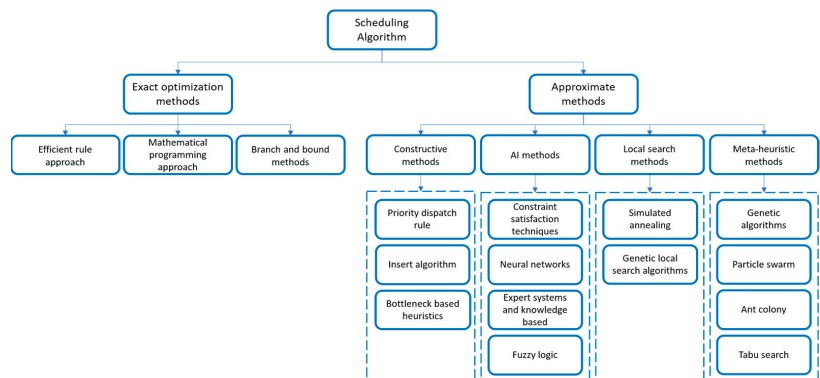 Scheduling
Algorithm
Exact optimization
methods
Approximate
methods
Efficient rule
approach
Mathematical
programming
approach
Branch and bound
methods
Constructive
methods
AI methods
Local search
methods
Meta-heuristic
methods
Priority dispatch
rule
Insert algorithm
Bottleneck based
heuristics
Constraint
satisfaction
techniques
Neural networks
Expert systems
and knowledge
based
Fuzzy logic
Simulated
annealing
Genetic local
search algorithms
Genetic
algorithms
Particle swarm
Ant colony
Tabu search